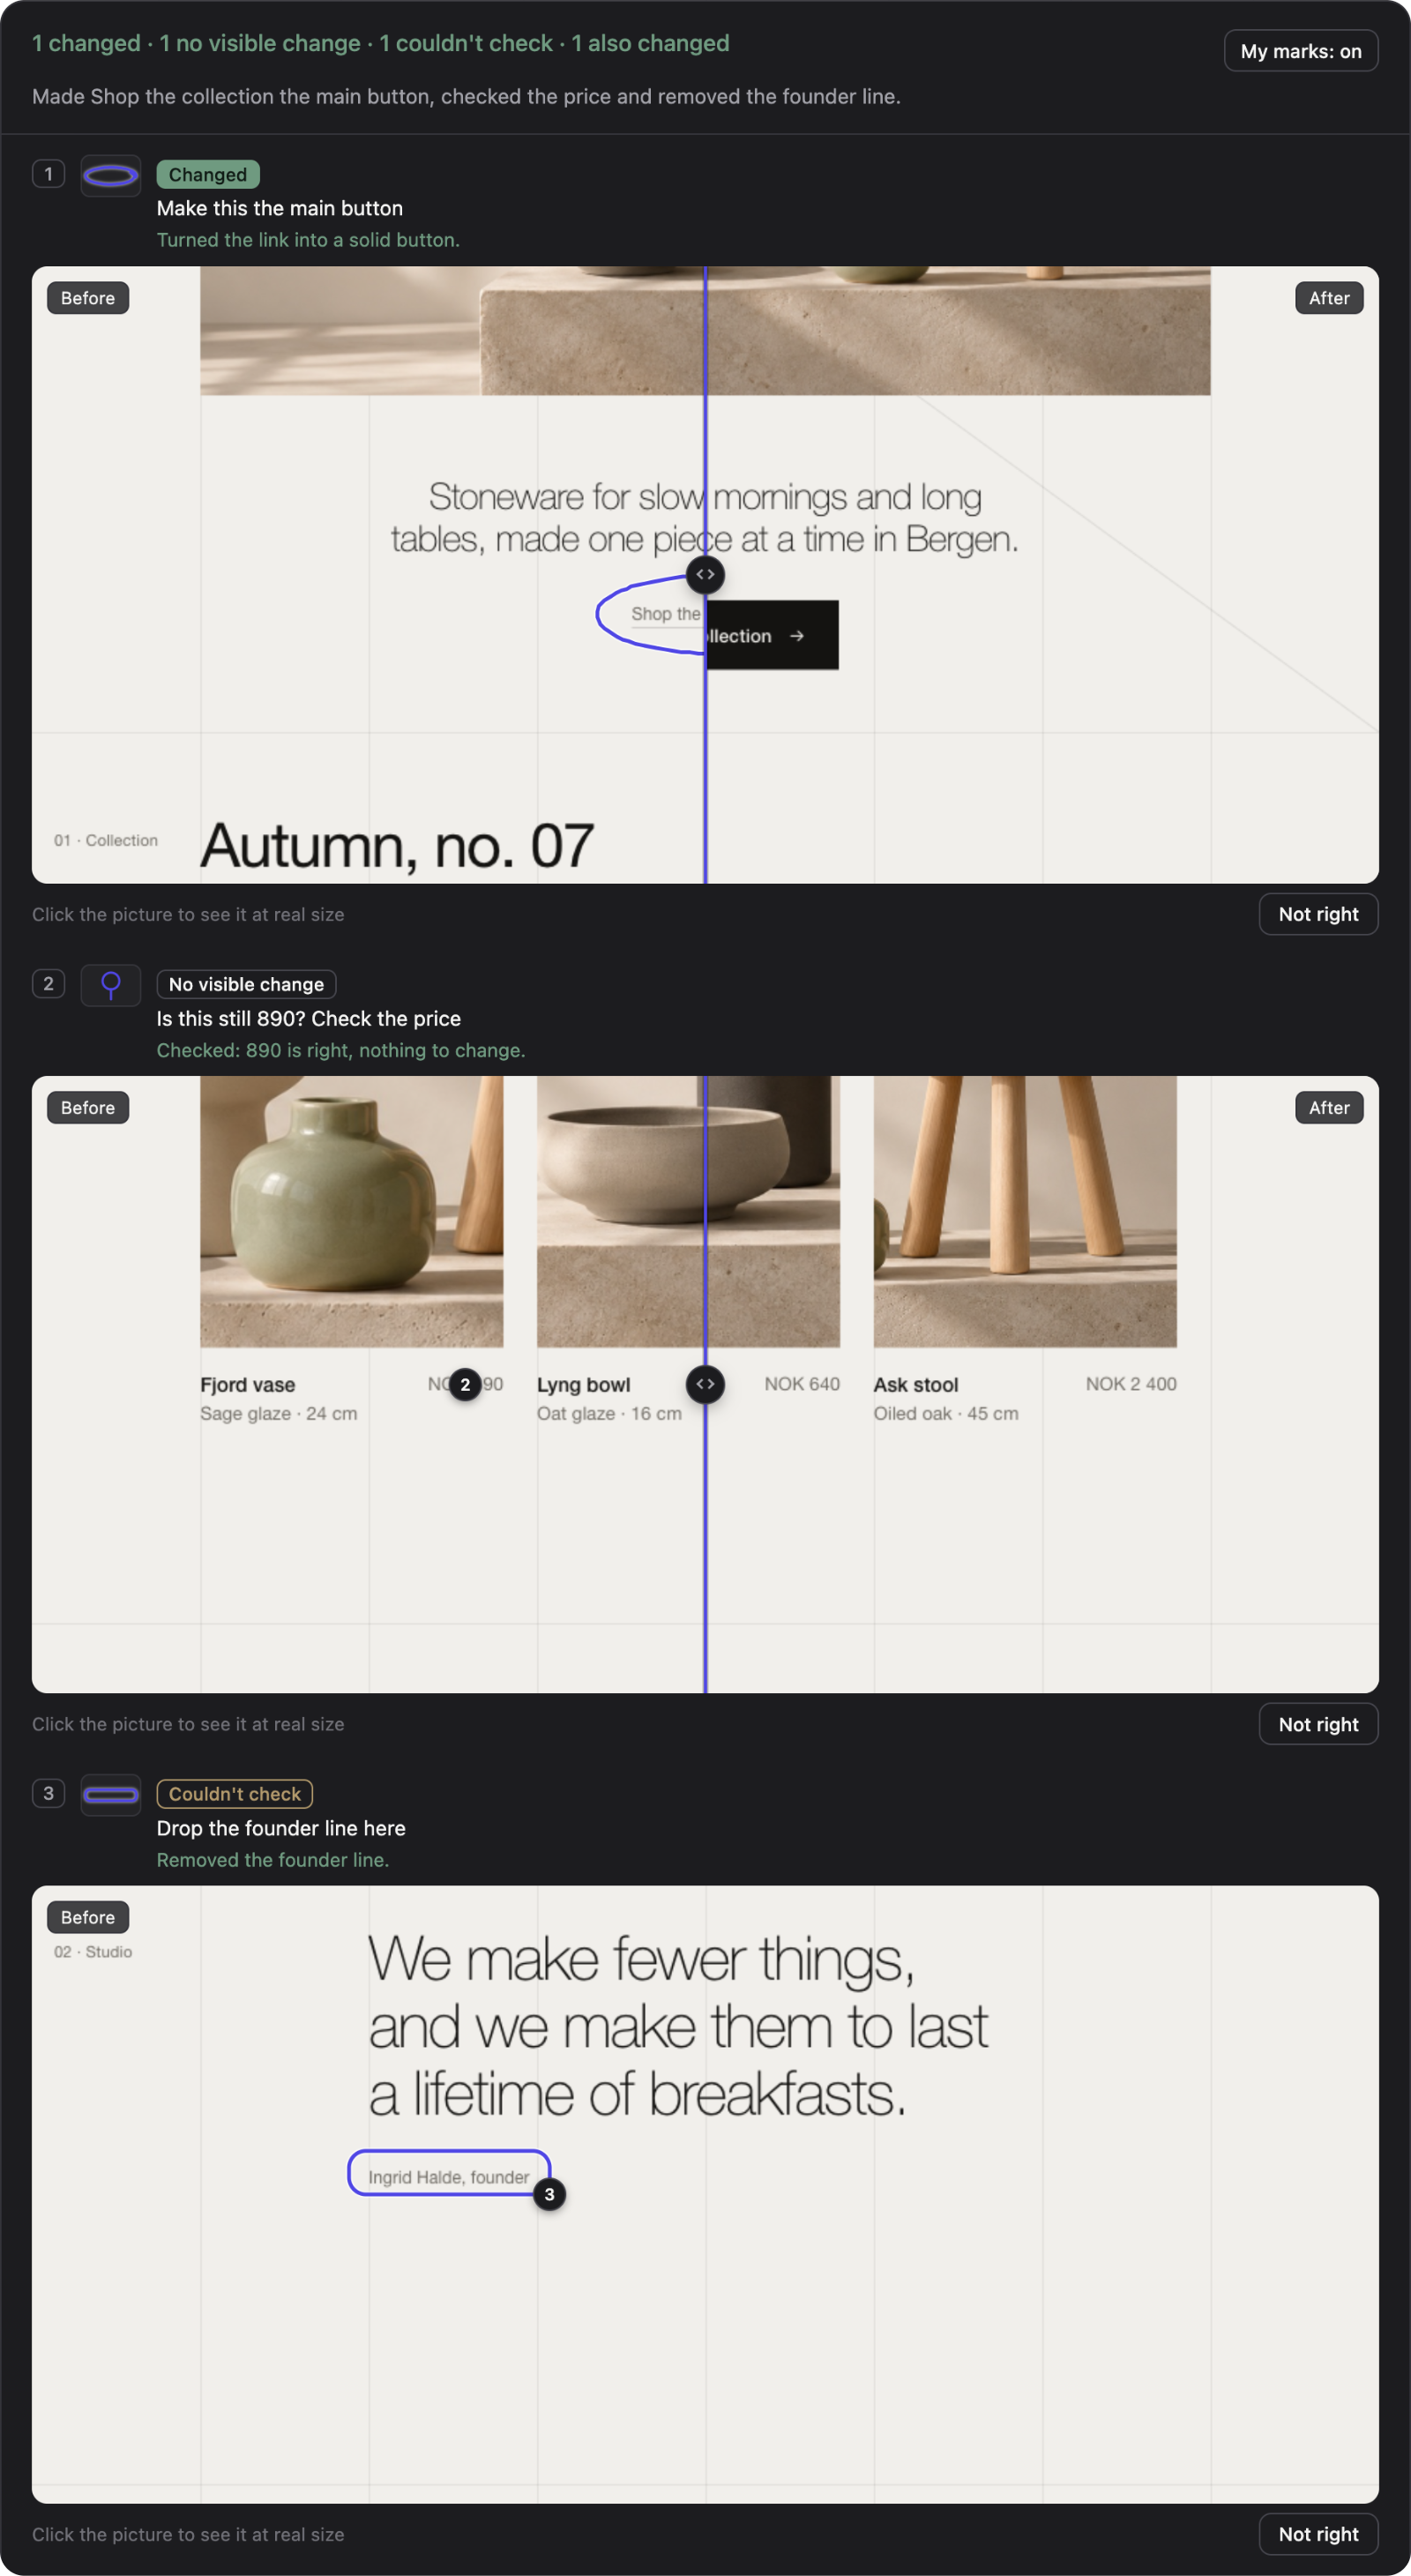 1 changed · 1 no visible change · 1 couldn't check · 1 also changed
My marks: on
Made Shop the collection the main button, checked the price and removed the founder line.
1
Changed
Make this the main button
Turned the link into a solid button.
Before
After
Stoneware for slow mornings and long
tables, made one piece at a time in Bergen.
Shop the
llection →
01 · Collection
Autumn, no. 07
Click the picture to see it at real size
Not right
2
No visible change
Is this still 890? Check the price
Checked: 890 is right, nothing to change.
Before
After
Fjord vase
2
90
Sage glaze · 24 cm
Lyng bowl
NOK 640
Oat glaze · 16 cm
Ask stool
NOK 2 400
Oiled oak · 45 cm
Click the picture to see it at real size
Not right
3
Couldn't check
Drop the founder line here
Removed the founder line.
Before
02 · Studio
We make fewer things,
and we make them to last
a lifetime of breakfasts.
Ingrid Halde, founder
3
Click the picture to see it at real size
Not right